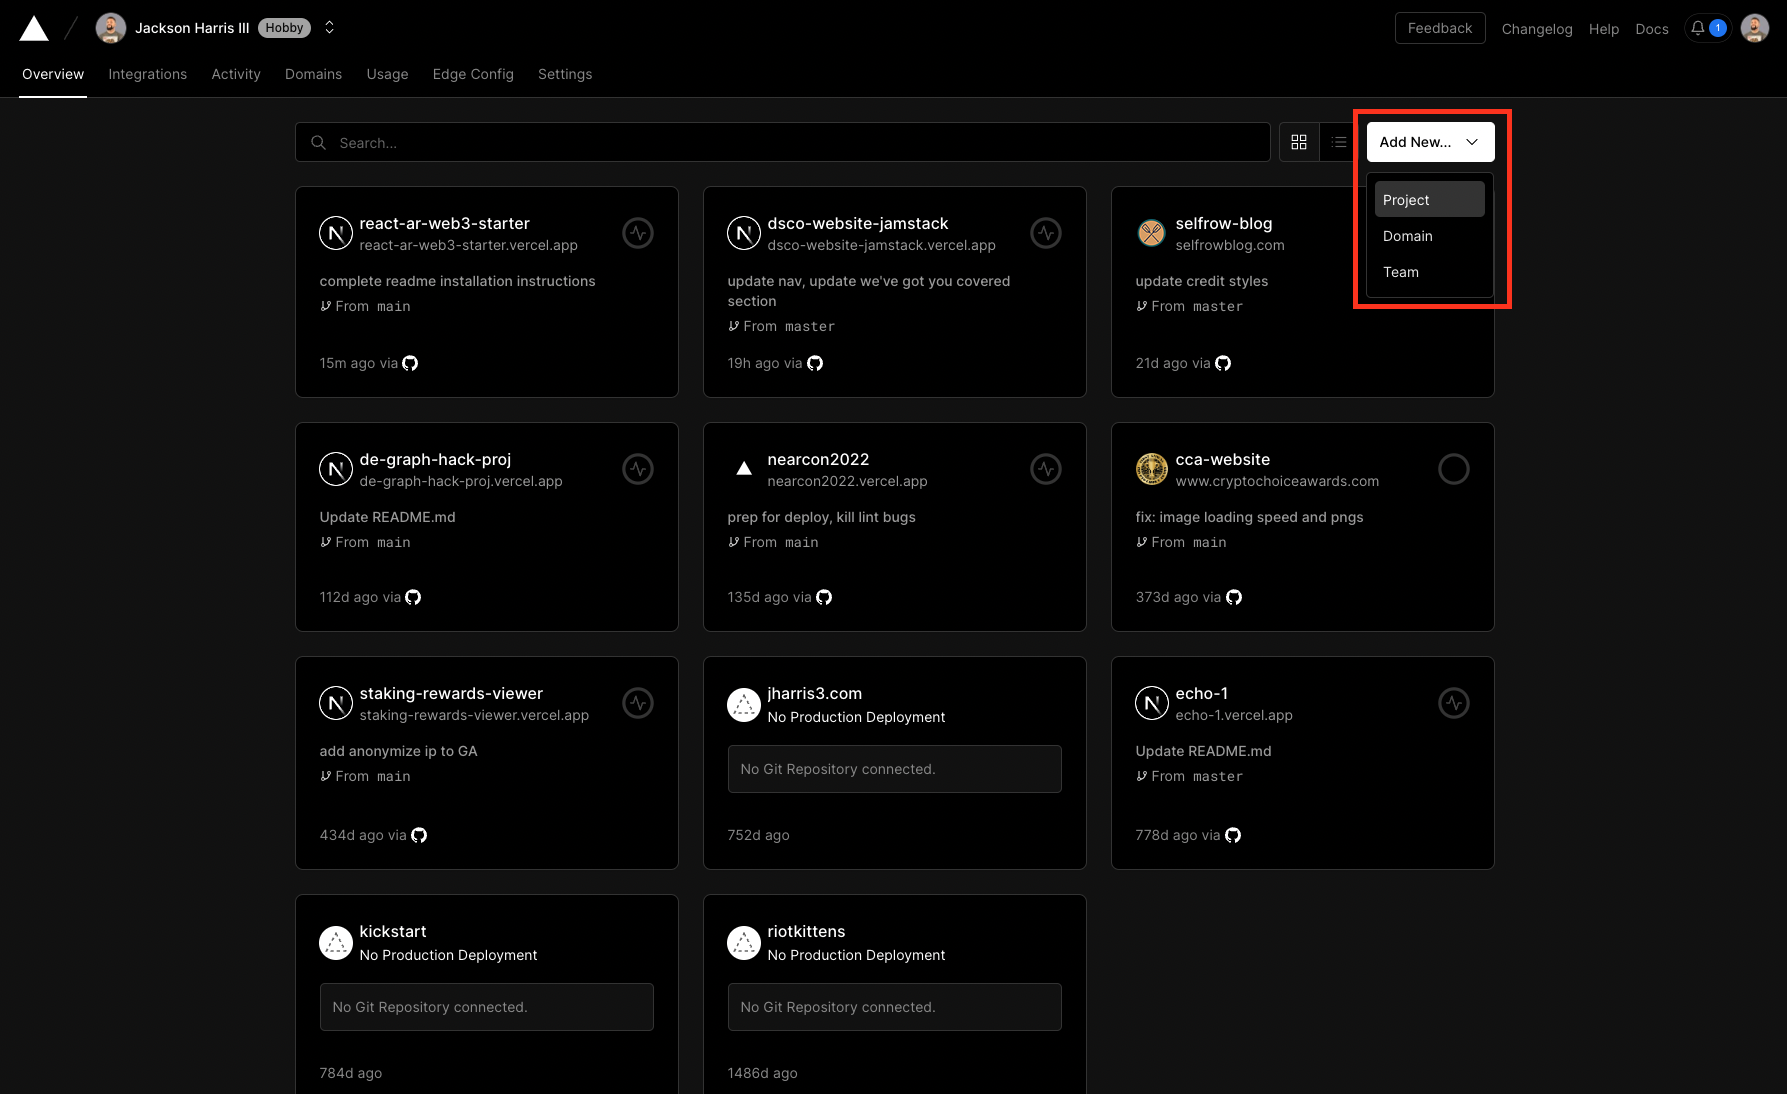 Jackson Harris III Hobby
Feedback Changelog Help Docs 1
Overview Integrations Activity Domains Usage Edge Config Settings
Search...
Add New...
Project
Domain
Team
react-ar-web3-starter
react-ar-web3-starter.vercel.app
complete readme installation instructions
From main
15m ago via
dsco-website-jamstack
dsco-website-jamstack.vercel.app
update nav, update we've got you covered
section
From master
19h ago via
selfrow-blog
selfrowblog.com
update credit styles
From master
21d ago via
de-graph-hack-proj
de-graph-hack-proj.vercel.app
Update README.md
From main
112d ago via
nearcon2022
nearcon2022.vercel.app
prep for deploy, kill lint bugs
From main
135d ago via
cca-website
www.cryptochoiceawards.com
fix: image loading speed and pngs
From main
373d ago via
staking-rewards-viewer
staking-rewards-viewer.vercel.app
add anonymize ip to GA
From main
434d ago via
jharris3.com
No Production Deployment
No Git Repository connected.
752d ago
echo-1
echo-1.vercel.app
Update README.md
From master
778d ago via
kickstart
No Production Deployment
No Git Repository connected.
784d ago
riotkittens
No Production Deployment
No Git Repository connected.
1486d ago